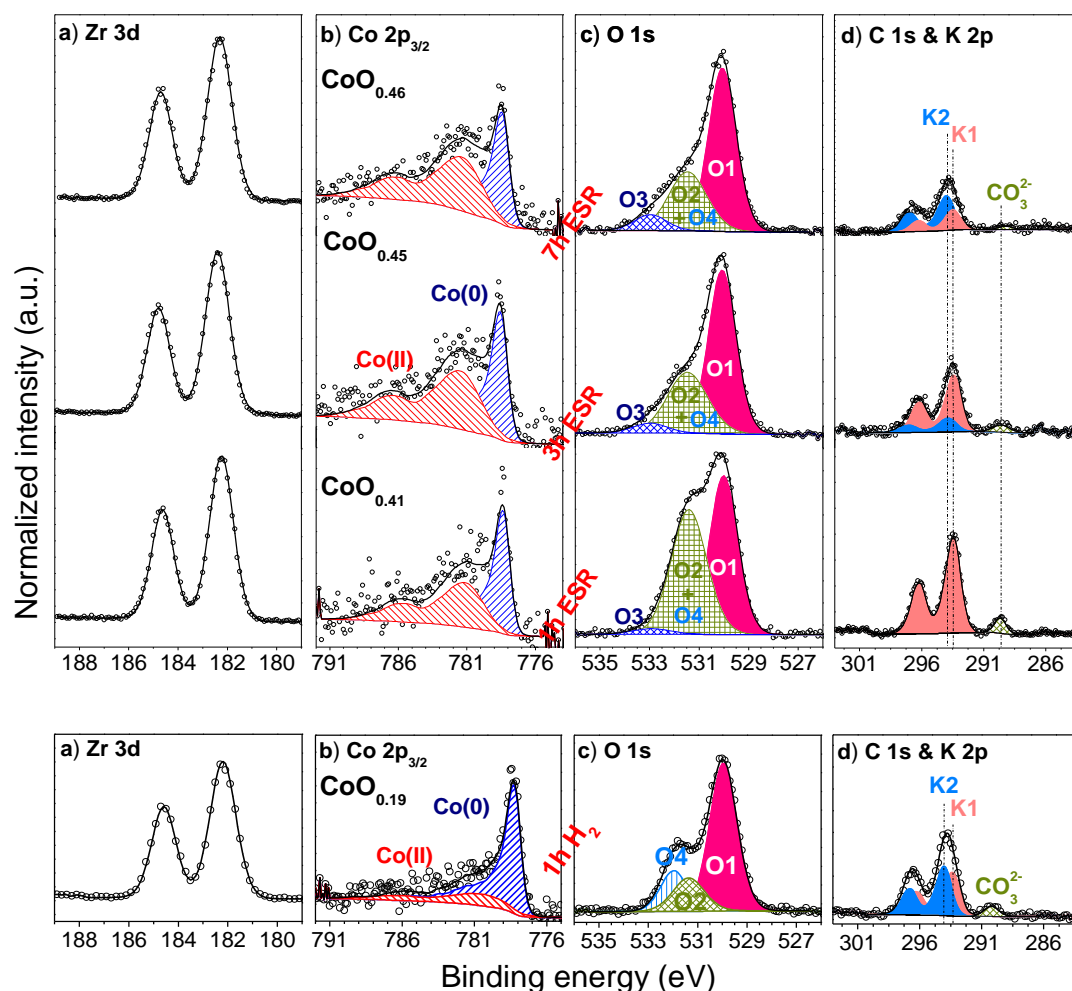 a) Zr 3d
b) Co 2p3/2
c) O 1s
d) C 1s & K 2p
CoO0.46
K2
K1
O1
O2
+ O4
O3
CO32-
7h ESR
CoO0.45
Co(0)
Co(II)
O1
O2
+ O4
O3
3h ESR
CoO0.41
O1
O2
+
O4
O3
1h ESR
188 186 184 182 180
791 786 781 776
535 533 531 529 527
301 296 291 286
Normalized intensity (a.u.)
a) Zr 3d
b) Co 2p3/2
c) O 1s
d) C 1s & K 2p
CoO0.19
Co(0)
Co(II)
1h H2
O4
O1
O2
K2
K1
CO32-
188 186 184 182 180
791 786 781 776
535 533 531 529 527
301 296 291 286
Binding energy (eV)